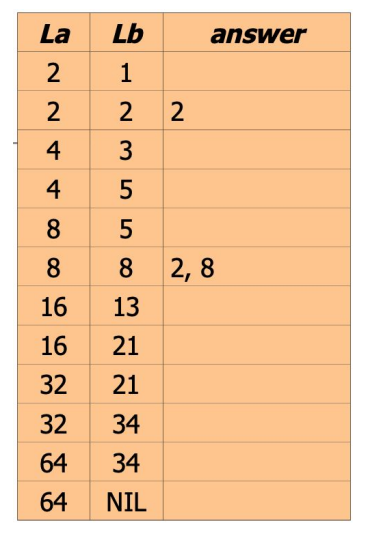 La Lb answer
2 1
2 2 2
4 3
4 5
8 5
8 8 2, 8
16 13
16 21
32 21
32 34
64 34
64 NIL